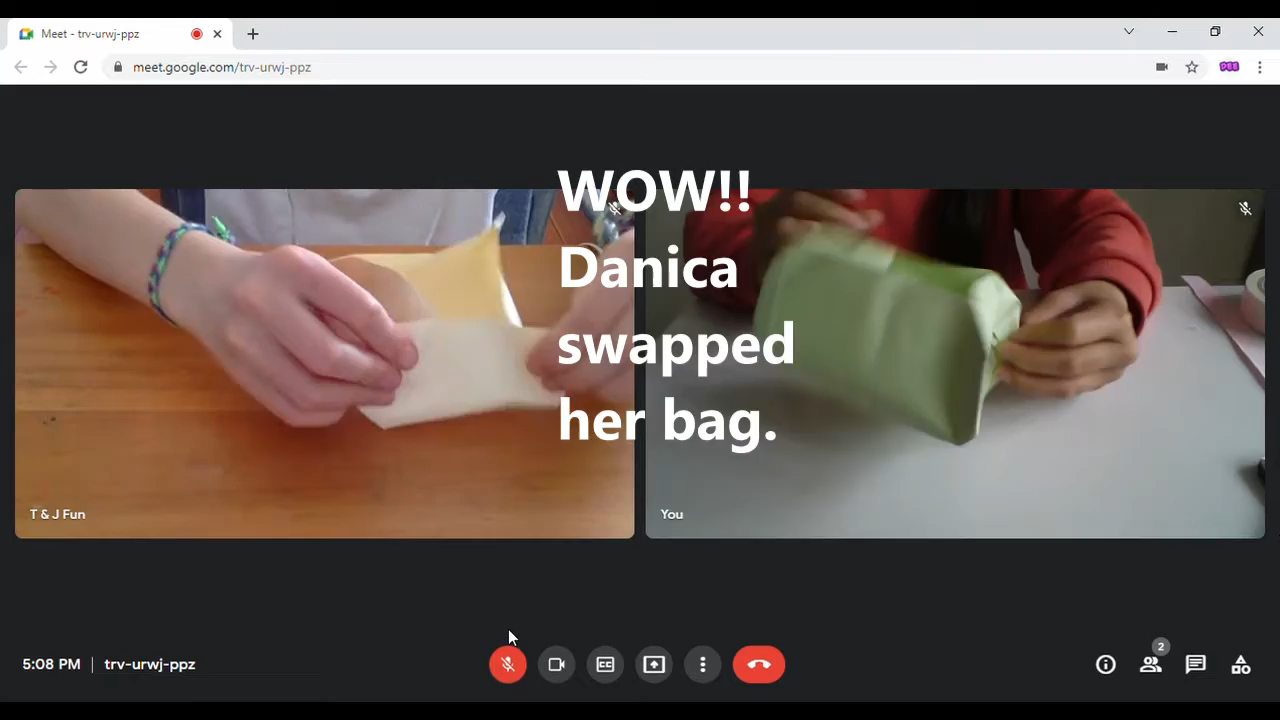 Meet - trv-urwj-ppz
meet.google.com/trv-urwj-ppz
WOW!!
Danica
swapped
her bag.
T & J Fun
You
5:08 PM | trv-urwj-ppz
CC
2